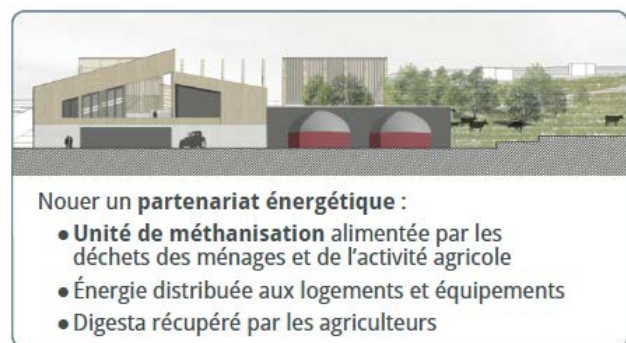 Nouer un partenariat énergétique :
● Unité de méthanisation alimentée par les
déchets des ménages et de l'activité agricole
● Énergie distribuée aux logements et équipements
● Digesta récupéré par les agriculteurs